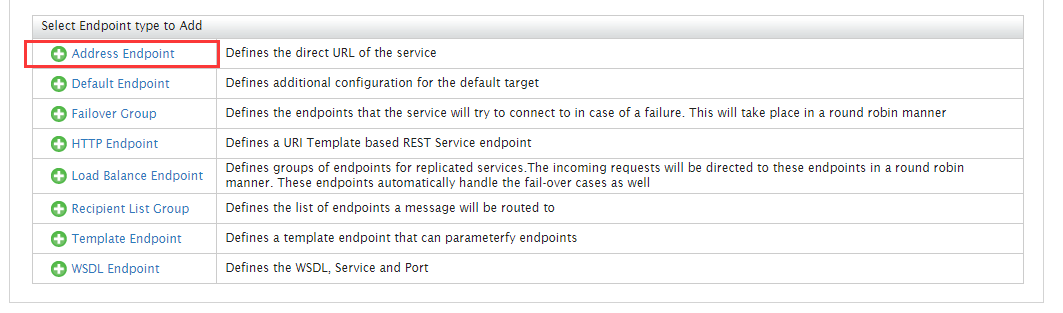 Select Endpoint type to Add
Address Endpoint Defines the direct URL of the service
Default Endpoint Defines additional configuration for the default target
Failover Group Defines the endpoints that the service will try to connect to in case of a failure. This will take place in a round robin manner
HTTP Endpoint Defines a URI Template based REST Service endpoint
Load Balance Endpoint Defines groups of endpoints for replicated services.The incoming requests will be directed to these endpoints in a round robin
manner. These endpoints automatically handle the fail-over cases as well
Recipient List Group Defines the list of endpoints a message will be routed to
Template Endpoint Defines a template endpoint that can parameterfy endpoints
WSDL Endpoint Defines the WSDL, Service and Port